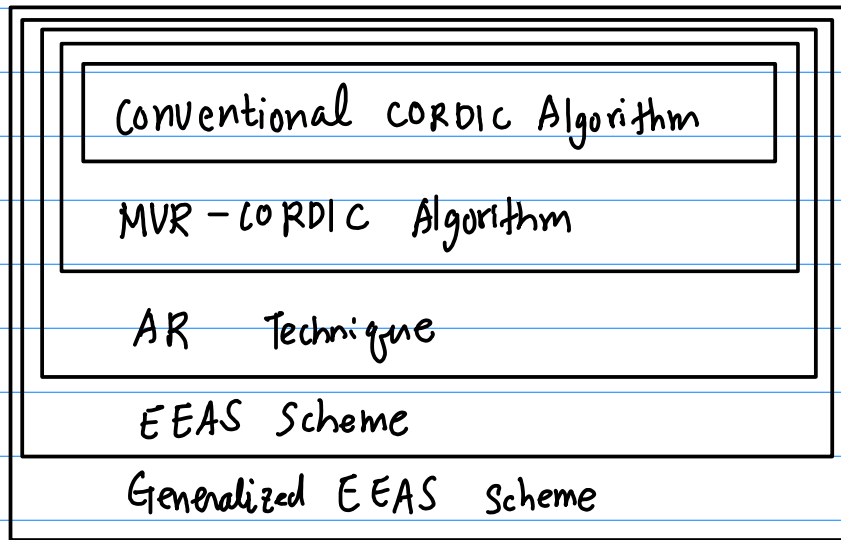 Conventional CORDIC Algorithm
MVR-CORDIC Algorithm
AR Technique
EEAS Scheme
Generalized EEAS scheme